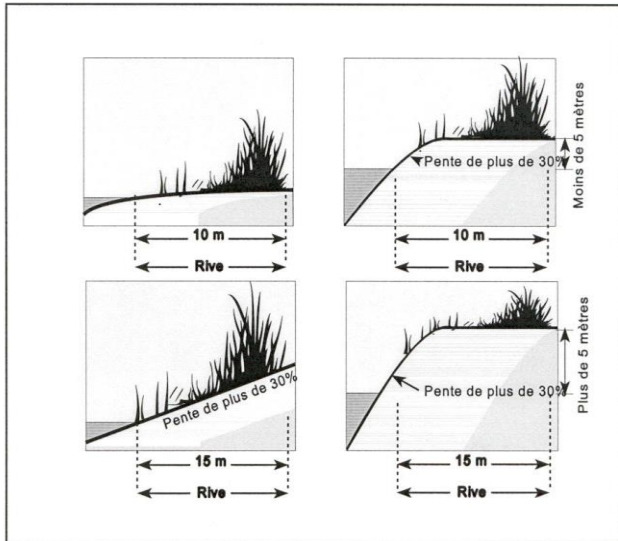 10 m
Rive
Pente de plus de 30%
Moins de 5 mètres
10 m
Rive
Pente de plus de 30%
15 m
Rive
Pente de plus de 30%
Plus de 5 mètres
15 m
Rive